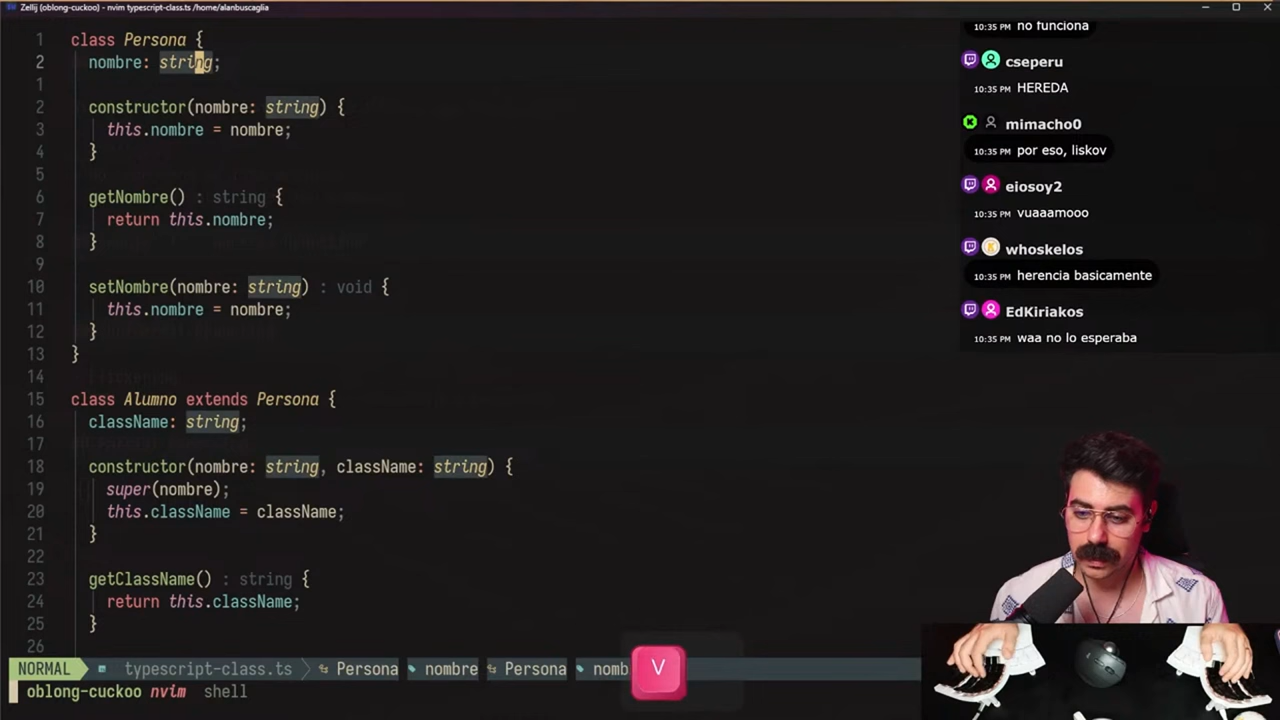 Zellij (oblong-cuckoo) - nvim typescript-class.ts /home/alanbuscaglia
1 class Persona {
2 nombre: string;
1
2 constructor(nombre: string) {
3 this.nombre = nombre;
4 }
5
6 getNombre() : string {
7 return this.nombre;
8 }
9
10 setNombre(nombre: string) : void {
11 this.nombre = nombre;
12 }
13 }
14
15 class Alumno extends Persona {
16 className: string;
17
18 constructor(nombre: string, className: string) {
19 super(nombre);
20 this.className = className;
21 }
22
23 getClassName() : string {
24 return this.className;
25 }
26
NORMAL typescript-class.ts Persona nombre Persona nomb
oblong-cuckoo nvim shell
V
10:35 PM no funciona
cseperu
10:35 PM HEREDA
mimacho0
10:35 PM por eso, liskov
eiosoy2
10:35 PM vuaaamooo
whoskelos
10:35 PM herencia basicamente
EdKiriakos
10:35 PM waa no lo esperaba